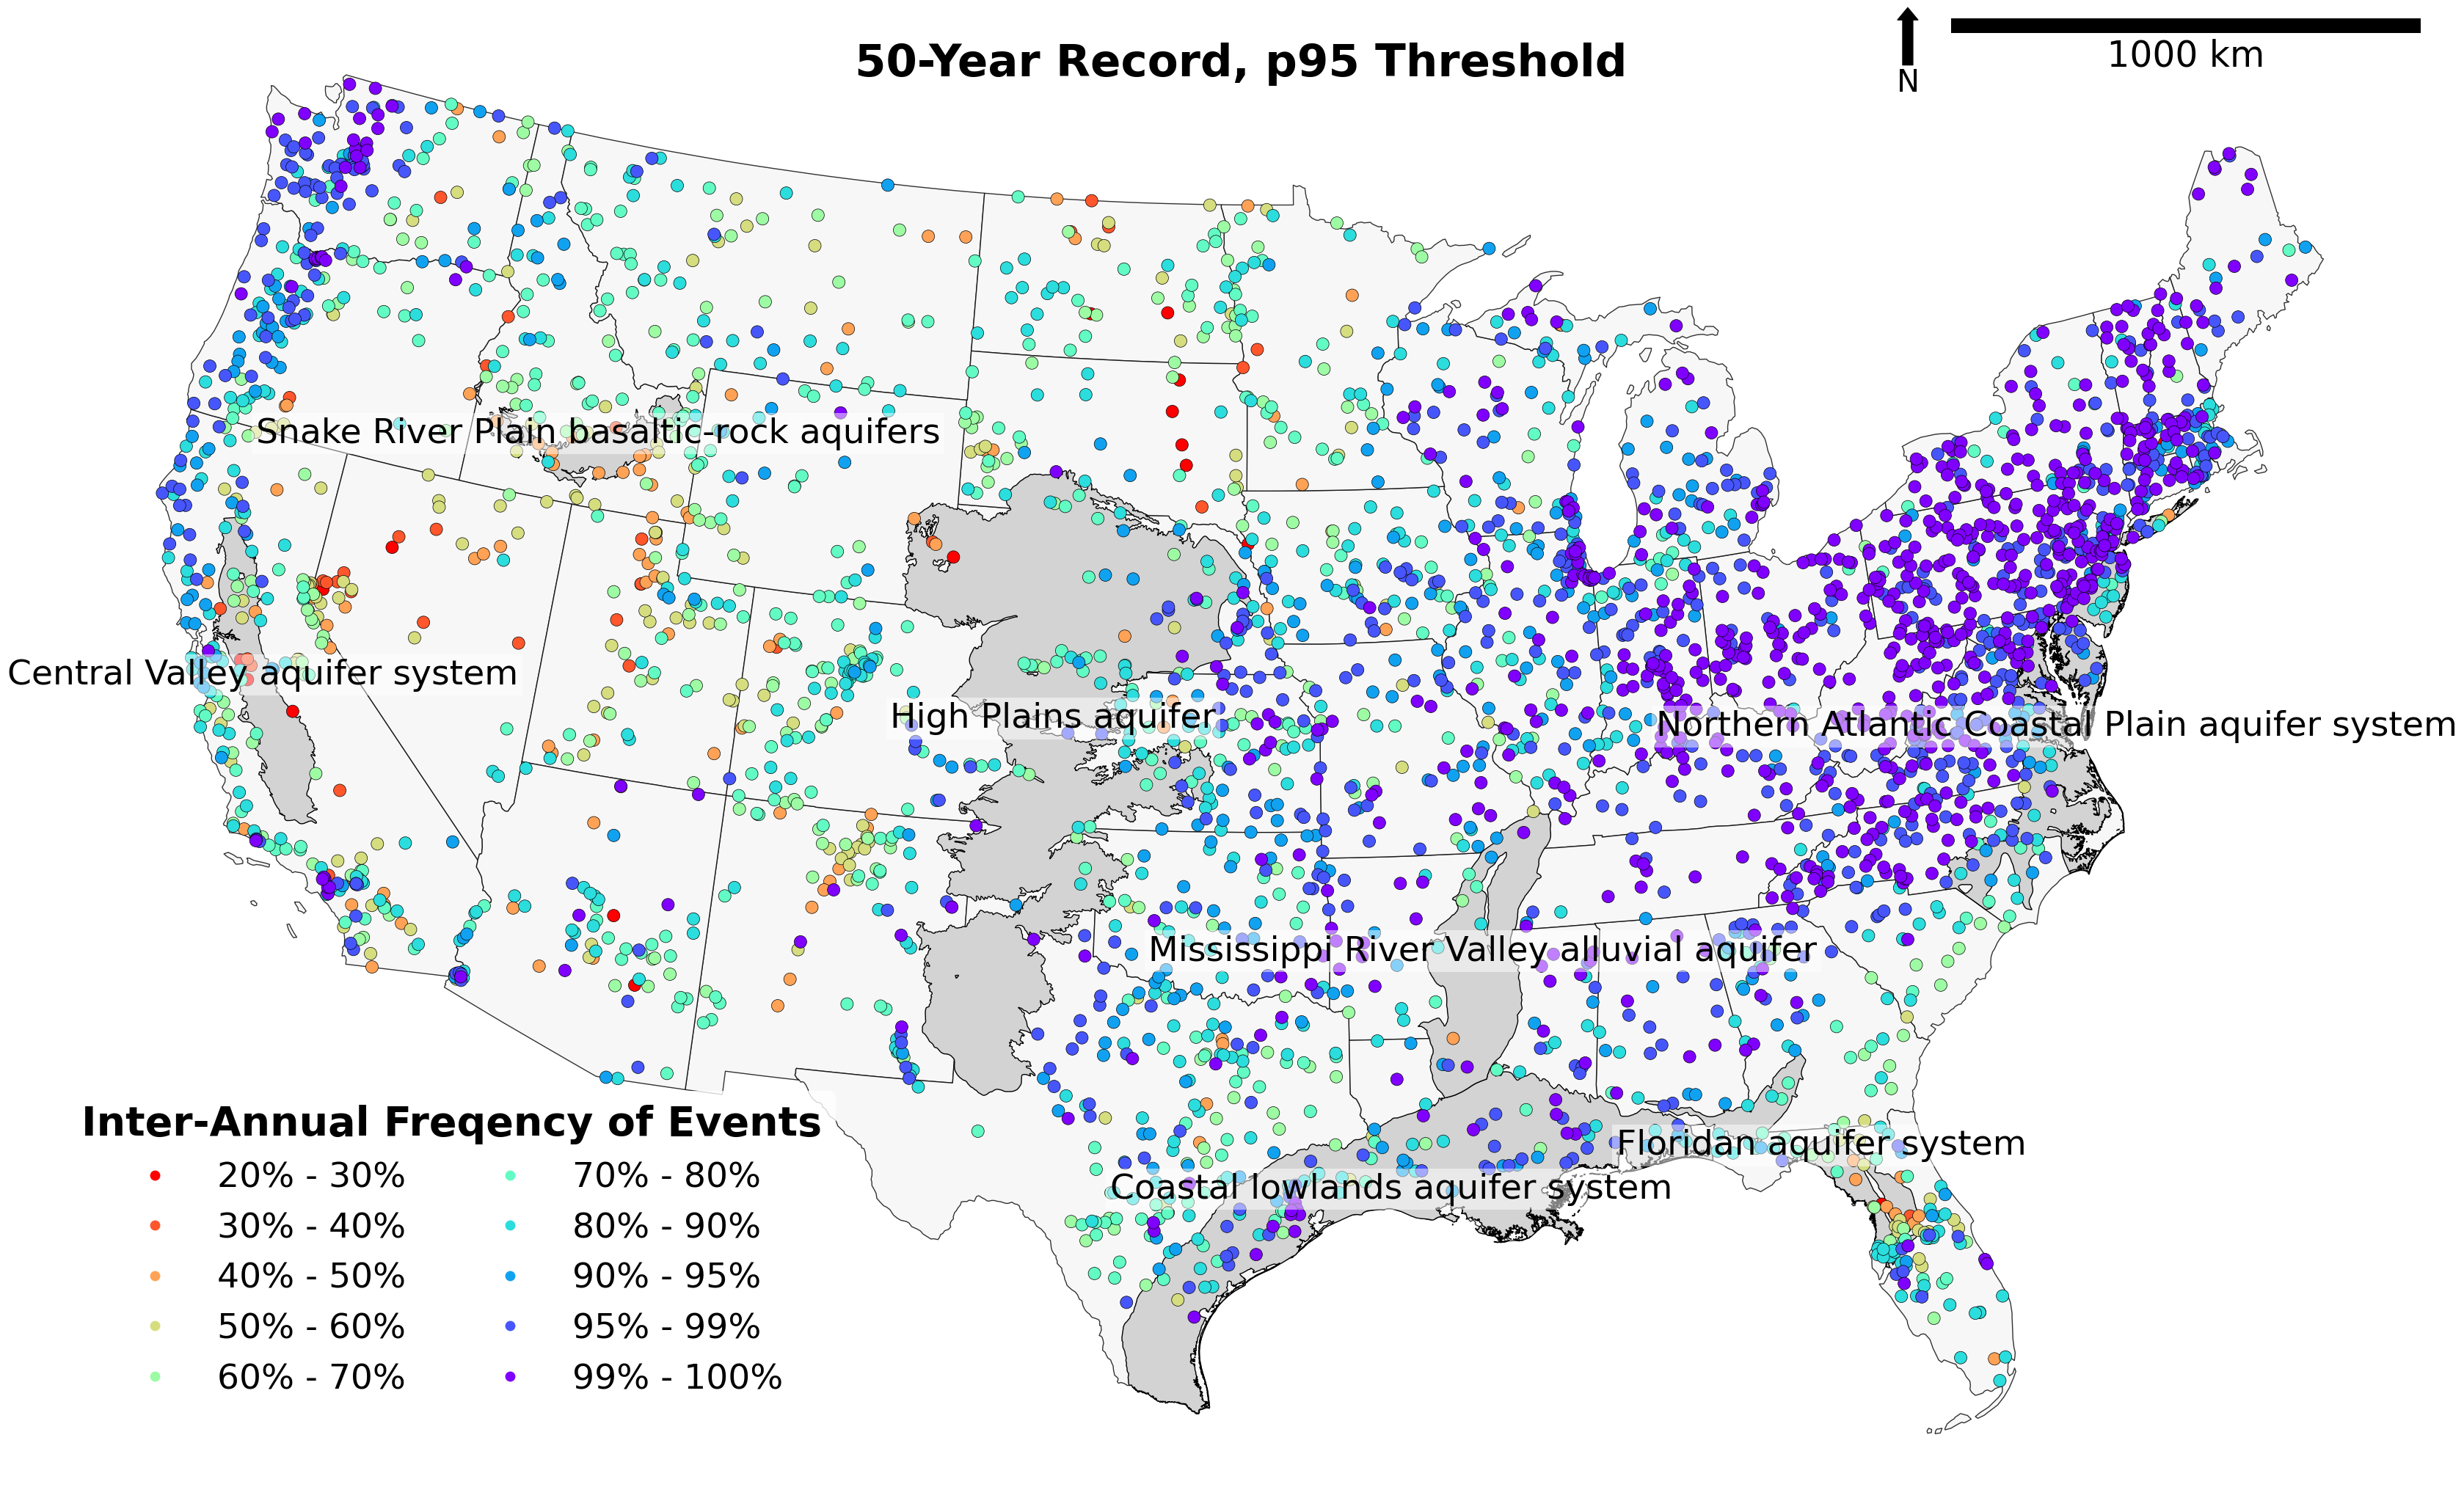 50-Year Record, p95 Threshold
N
1000 km
Snake River Plain basaltic-rock aquifers
Central Valley aquifer system
High Plains aquifer
Northern Atlantic Coastal Plain aquifer system
Mississippi River Valley alluvial aquifer
Floridan aquifer system
Coastal lowlands aquifer system
Inter-Annual Freqency of Events
20% - 30%
30% - 40%
40% - 50%
50% - 60%
60% - 70%
70% - 80%
80% - 90%
90% - 95%
95% - 99%
99% - 100%